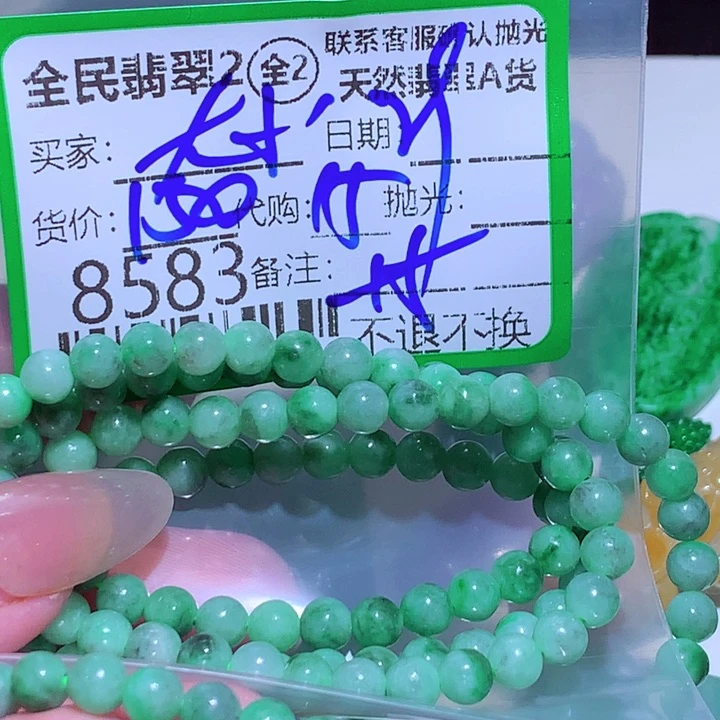 联系客服确认抛光
全民翡翠2 全2 天然翡翠A货
买家: 日期:
货价: 1500 代购: 抛光:
8583 备注:
不退不换